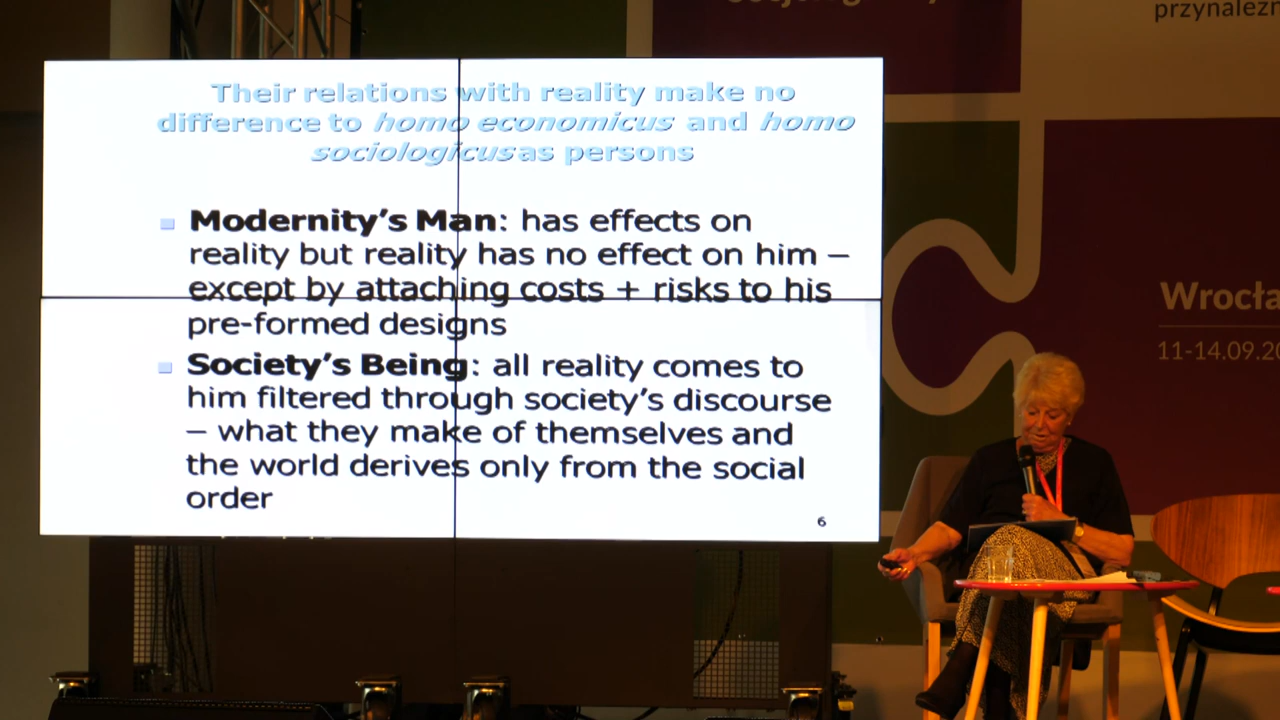 przynależn
Their relations with reality make no
difference to homo economicus and homo
sociologicus as persons
Modernity's Man: has effects on
reality but reality has no effect on him –
except by attaching costs + risks to his
pre-formed designs
Society's Being: all reality comes to
him filtered through society's discourse
– what they make of themselves and
the world derives only from the social
order
6
Wrocła
11-14.09.20